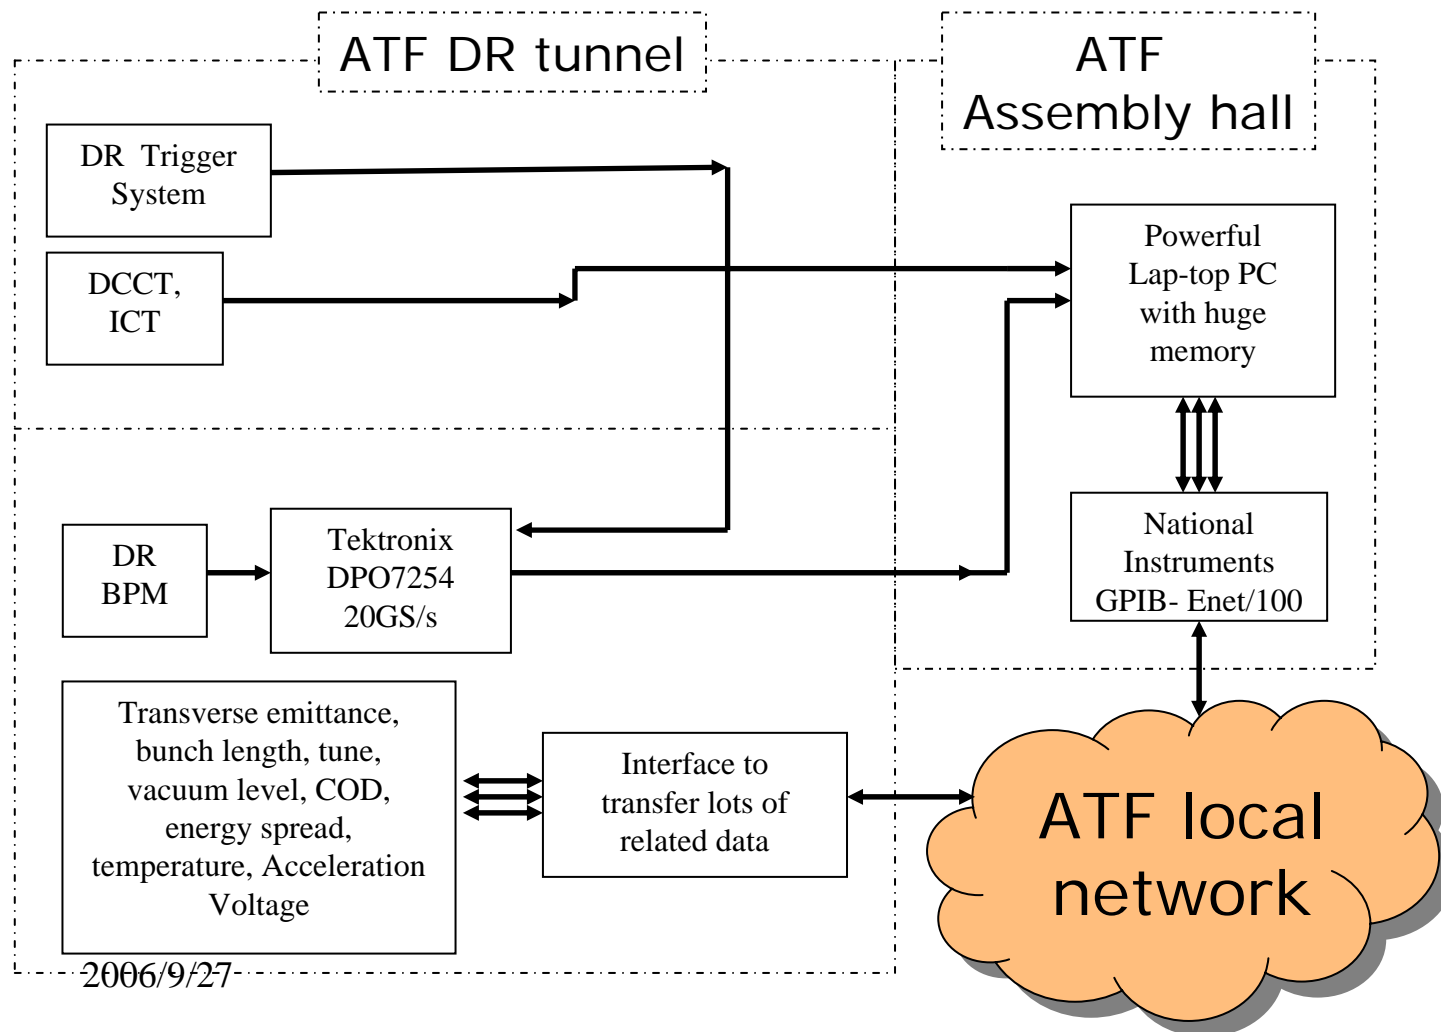 ATF DR tunnel
ATF
Assembly hall
DR Trigger
System
DCCT,
ICT
Powerful
Lap-top PC
with huge
memory
DR
BPM
Tektronix
DPO7254
20GS/s
National
Instruments
GPIB- Enet/100
Transverse emittance,
bunch length, tune,
vacuum level, COD,
energy spread,
temperature, Acceleration
Voltage
Interface to
transfer lots of
related data
ATF local
network
2006/9/27